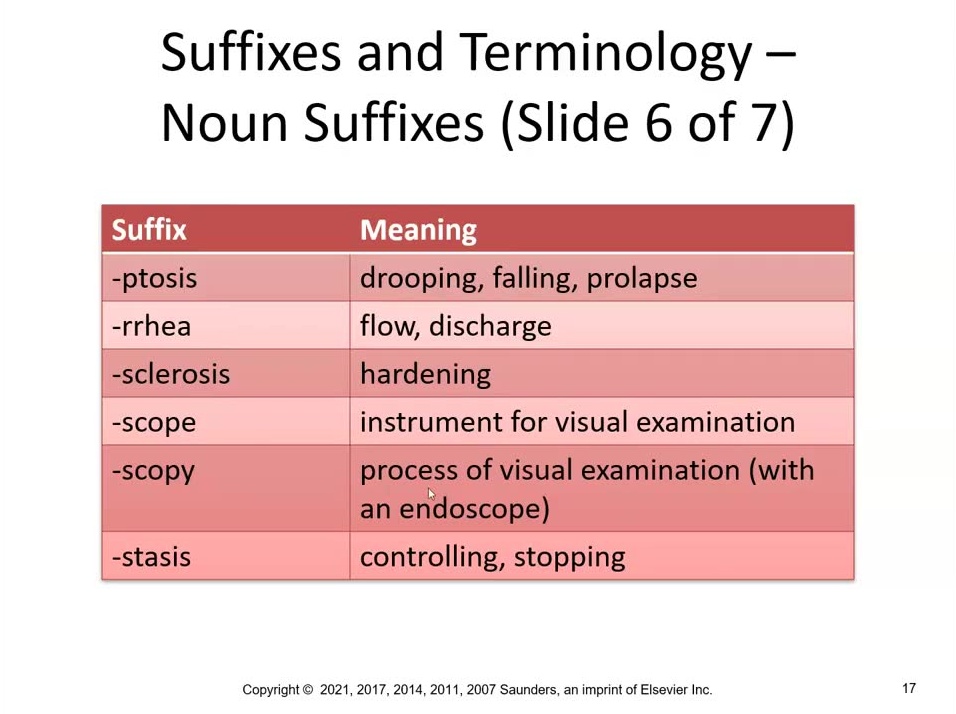 Suffixes and Terminology –
Noun Suffixes (Slide 6 of 7)
Suffix Meaning
-ptosis drooping, falling, prolapse
-rrhea flow, discharge
-sclerosis hardening
-scope instrument for visual examination
-scopy process of visual examination (with
an endoscope)
-stasis controlling, stopping
Copyright © 2021, 2017, 2014, 2011, 2007 Saunders, an imprint of Elsevier Inc. 17